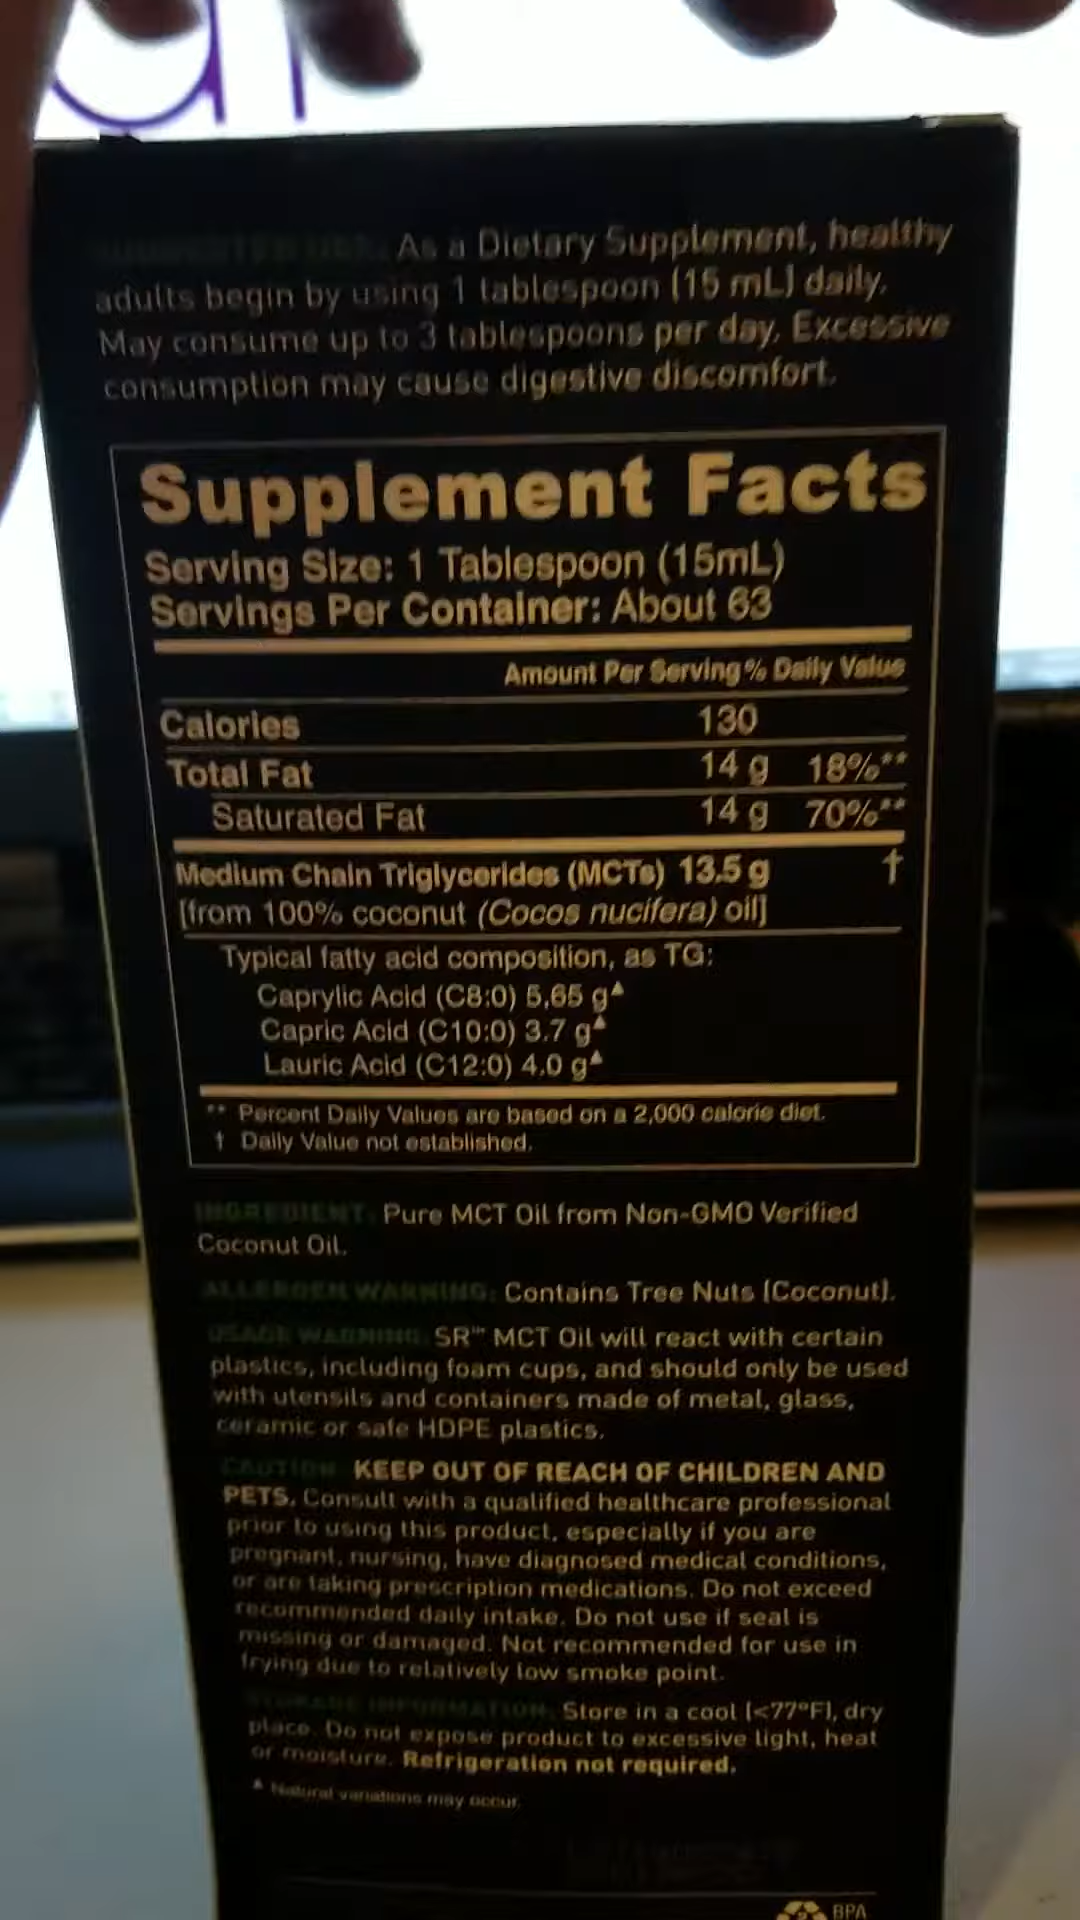 SUGGESTED USE: As a Dietary Supplement, healthy
adults begin by using 1 tablespoon (15 mL) daily.
May consume up to 3 tablespoons per day. Excessive
consumption may cause digestive discomfort.
Supplement Facts
Serving Size: 1 Tablespoon (15mL)
Servings Per Container: About 63
Amount Per Serving % Daily Value
Calories 130
Total Fat 14 g 18%**
Saturated Fat 14 g 70%**
Medium Chain Triglycerides (MCTs) 13.5 g †
[from 100% coconut (Cocos nucifera) oil]
Typical fatty acid composition, as TG:
Caprylic Acid (C8:0) 5.65 g▲
Capric Acid (C10:0) 3.7 g▲
Lauric Acid (C12:0) 4.0 g▲
** Percent Daily Values are based on a 2,000 calorie diet.
† Daily Value not established.
INGREDIENT: Pure MCT Oil from Non-GMO Verified
Coconut Oil.
ALLERGEN WARNING: Contains Tree Nuts (Coconut).
USAGE WARNING: SR™ MCT Oil will react with certain
plastics, including foam cups, and should only be used
with utensils and containers made of metal, glass,
ceramic or safe HDPE plastics.
CAUTION: KEEP OUT OF REACH OF CHILDREN AND
PETS. Consult with a qualified healthcare professional
prior to using this product, especially if you are
pregnant, nursing, have diagnosed medical conditions,
or are taking prescription medications. Do not exceed
recommended daily intake. Do not use if seal is
missing or damaged. Not recommended for use in
frying due to relatively low smoke point.
STORAGE INFORMATION: Store in a cool (<77°F), dry
place. Do not expose product to excessive light, heat
or moisture. Refrigeration not required.
▲ Natural variations may occur.
BPA